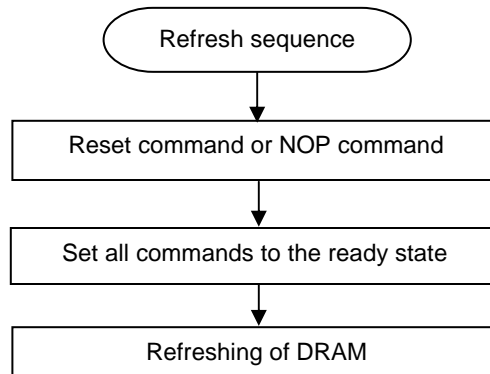 Refresh sequence
Reset command or NOP command
Set all commands to the ready state
Refreshing of DRAM